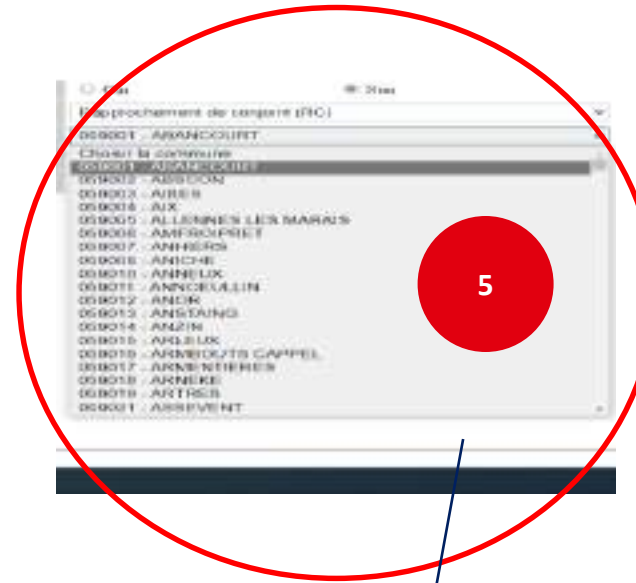 Oui Non
Rapprochement de conjoint (RC)
059001 - ABANCOURT
Choisir la commune
059001 - ABANCOURT
059002 - ABSCON
059003 - AIBES
059004 - AIX
059005 - ALLENNES LES MARAIS
059006 - AMFROIPRET
059007 - ANHIERS
059008 - ANICHE
059010 - ANNEUX
059011 - ANNOEULLIN
059012 - ANOR
059013 - ANSTAING
059014 - ANZIN
059015 - ARLEUX
059016 - ARMBOUTS CAPPEL
059017 - ARMENTIERES
059018 - ARNEKE
059019 - ARTRES
059021 - ASSEVENT
5